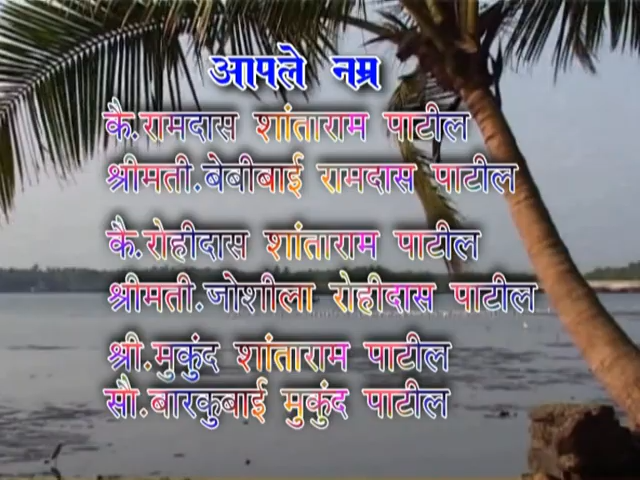 आपले नम्र
कै.रामदास शांताराम पाटील
श्रीमती.बेबीबाई रामदास पाटील
कै.रोहीदास शांताराम पाटील
श्रीमती.जोशीला रोहीदास पाटील
श्री.मुकुंद शांताराम पाटील
सौ.बारकुबाई मुकुंद पाटील